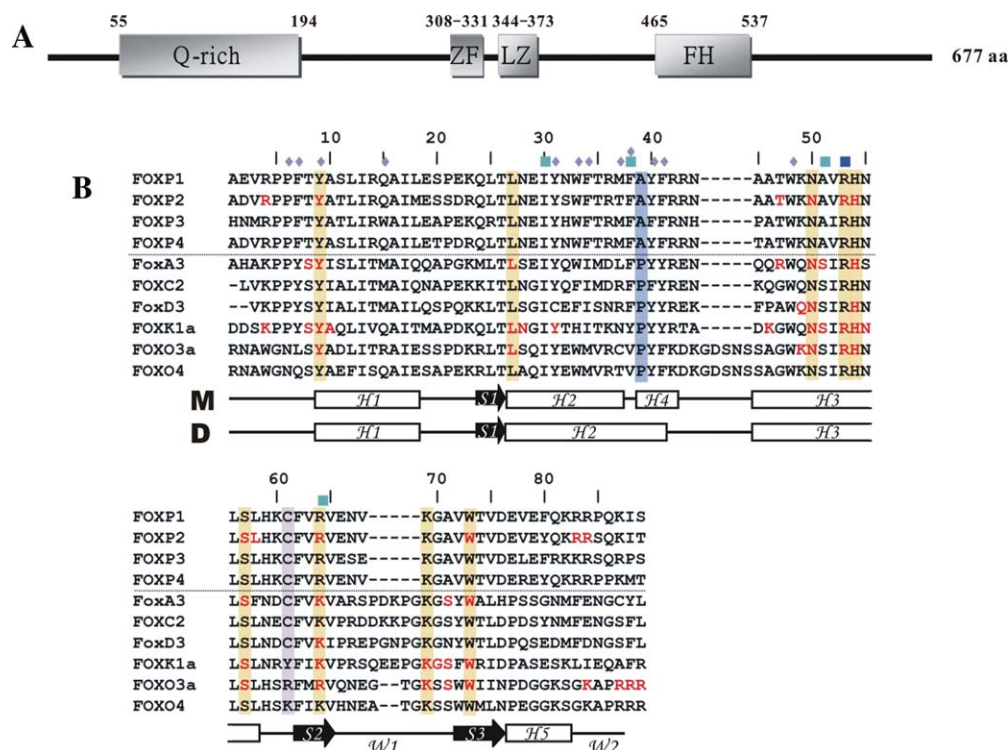 A
55 194 308-331 344-373 465 537
Q-rich ZF LZ FH 677 aa
B
10 20 30 40 50
FOXP1 AEVRPPFTYASLIRQAILESPEKQLTLNEIYNWFTRMFAYFRRN-----AATWKNAVRHN
FOXP2 ADVRPPFTYATLIRQAIMESSDRQLTLNEIYSWFTRTFAYFRRN-----AATWKNAVRHN
FOXP3 HNMRPPFTYATLIRWAILEAPEKQRTLNEIYHWFTRMFAFFRNH-----PATWKNAIRHN
FOXP4 ADVRPPFTYASLIRQAILETPDRQLTLNEIYNWFTRMFAYFRRN-----TATWKNAVRHN
FoxA3 AHAKPPYSYISLITMAIQQAPGKMLTLSEIYQWIMDLFPYYREN-----QQRWQNSIRHS
FOXC2 -LVKPPYSYIALITMAIQNAPEKKITLNGIYQFIMDRFPFYREN-----KQGWQNSIRHN
FoxD3 --VKPPYSYIALITMAILQSPQKKLTLSGICEFISNRFPYYREK-----FPAWQNSIRHN
FOXK1a DDSKPPYSYAQLIVQAITMAPDKQLTLNGIYTHITKNYPYYRTA-----DKGWQNSIRHN
FOXO3a RNAWGNLSYADLITRAIESSPDKRLTLSQIYEWMVRCVPYFKDKGDSNSSAGWKNSIRHN
FOXO4 RNAWGNQSYAEFISQAIESAPEKRLTLAQIYEWMVRTVPYFKDKGDSNSSAGWKNSIRHN
M H1 S1 H2 H4 H3
D H1 S1 H2 H3
60 70 80
FOXP1 LSLHKCFVRVENV-----KGAVWTVDEVEFQKRRPQKIS
FOXP2 LSLHKCFVRVENV-----KGAVWTVDEVEYQKRRSQKIT
FOXP3 LSLHKCFVRVESE-----KGAVWTVDELEFRKKRSQRPS
FOXP4 LSLHKCFVRVENV-----KGAVWTVDEREYQKRRPPKMT
FoxA3 LSFNDCFVKVARSPDKPGKGSYWALHPSSGNMFENGCYL
FOXC2 LSLNECFVKVPRDDKKPGKGSYWTLDPDSYNMFENGSFL
FoxD3 LSLNDCFVKIPREPGNPGKGNYWTLDPQSEDMFDNGSFL
FOXK1a LSLNRYFIKVPRSQEEPGKGSFWRIDPASESKLIEQAFR
FOXO3a LSLHSRFMRVQNEG--TGKSSWWIINPDGGKSGKAPRRR
FOXO4 LSLHSKFIKVHNEA--TGKSSWWMLNPEGGKSGKAPRRR
S2 W1 S3 H5 W2